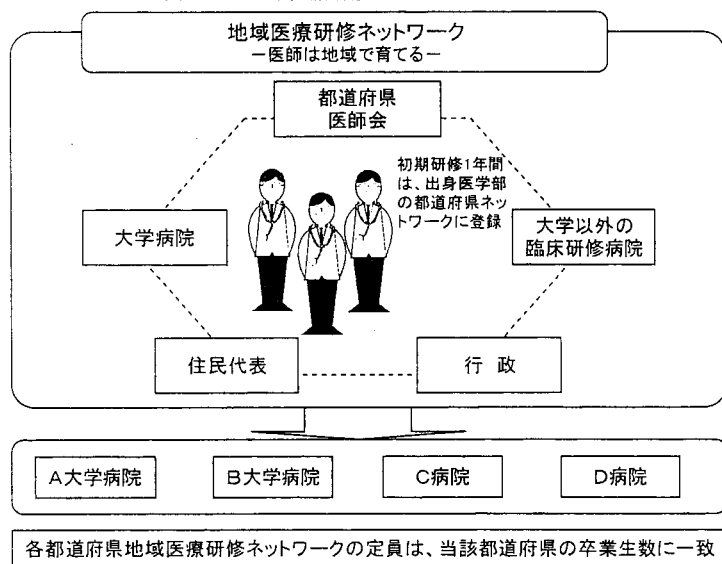 地域医療研修ネットワーク
―医師は地域で育てる―
都道府県
医師会
初期研修1年間
は、出身医学部
の都道府県ネッ
トワークに登録
大学病院
大学以外の
臨床研修病院
住民代表
行 政
A大学病院
B大学病院
C病院
D病院
各都道府県地域医療研修ネットワークの定員は、当該都道府県の卒業生数に一致